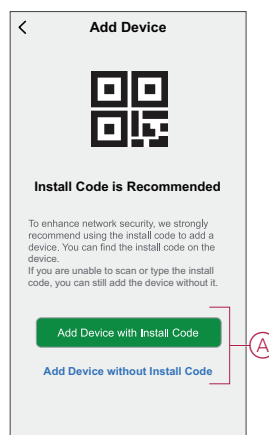 Add Device
Install Code is Recommended
To enhance network security, we strongly
recommend using the install code to add a
device. You can find the install code on the
device.
If you are unable to scan or type the install
code, you can still add the device without it.
Add Device with Install Code
A
Add Device without Install Code